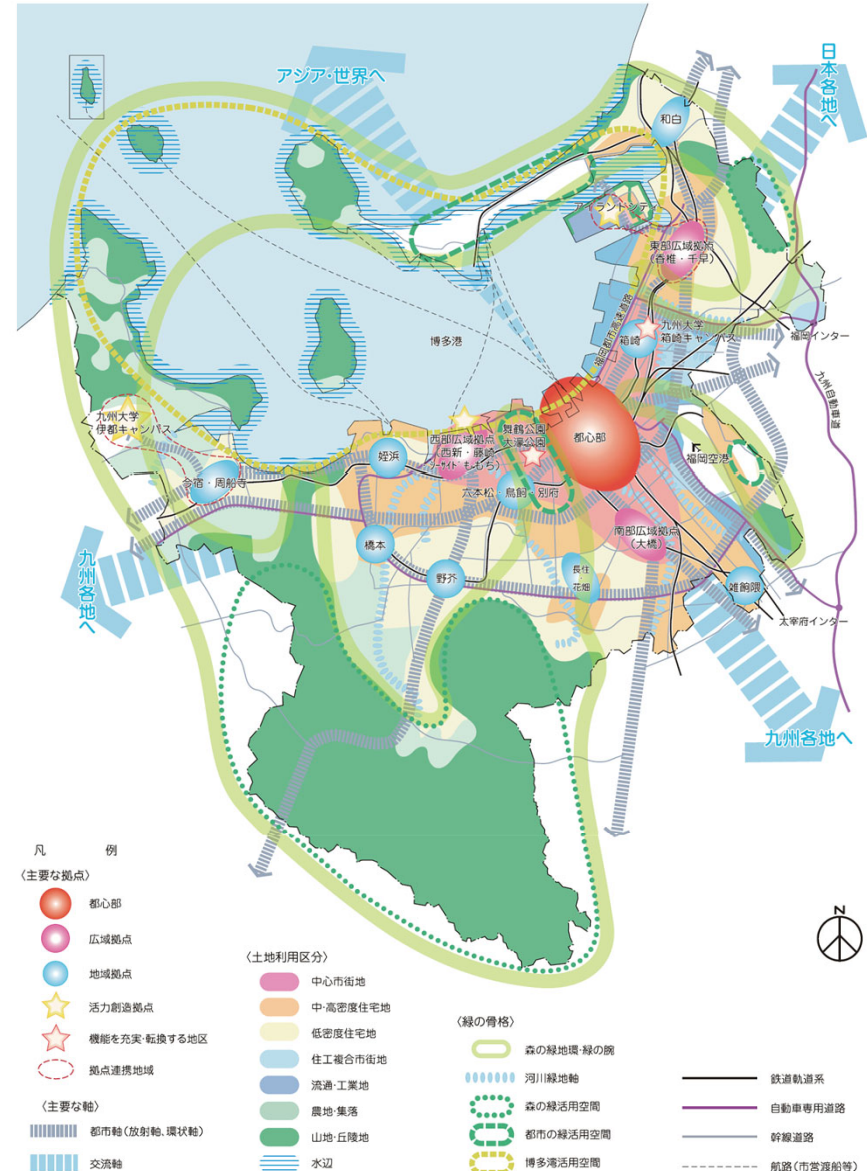 アジア・世界へ
日本各地へ
和白
アイランドシティ
東部広域拠点
(香椎・千早)
福岡都市高速道路
九州大学
箱崎キャンパス
箱崎
福岡インター
九州自動車道
博多港
九州大学
伊都キャンパス
今宿・周船寺
姪浜
西部広域拠点
(西新・藤崎
シーサイドももち)
舞鶴公園
大濠公園
都心部
福岡空港
六本松・鳥飼・別府
南部広域拠点
(大橋)
橋本
野芥
長住
・
花畑
雑餉隈
太宰府インター
九州各地へ
九州各地へ
凡 例
〈主要な拠点〉
都心部
広域拠点
地域拠点
活力創造拠点
機能を充実・転換する地区
拠点連携地域
〈主要な軸〉
都市軸(放射軸、環状軸)
交流軸
〈土地利用区分〉
中心市街地
中・高密度住宅地
低密度住宅地
住工複合市街地
流通・工業地
農地・集落
山地・丘陵地
水辺
〈緑の骨格〉
森の緑地環・緑の腕
河川緑地軸
森の緑活用空間
都市の緑活用空間
博多湾活用空間
N
鉄道軌道系
自動車専用道路
幹線道路
航路(市営渡船等)